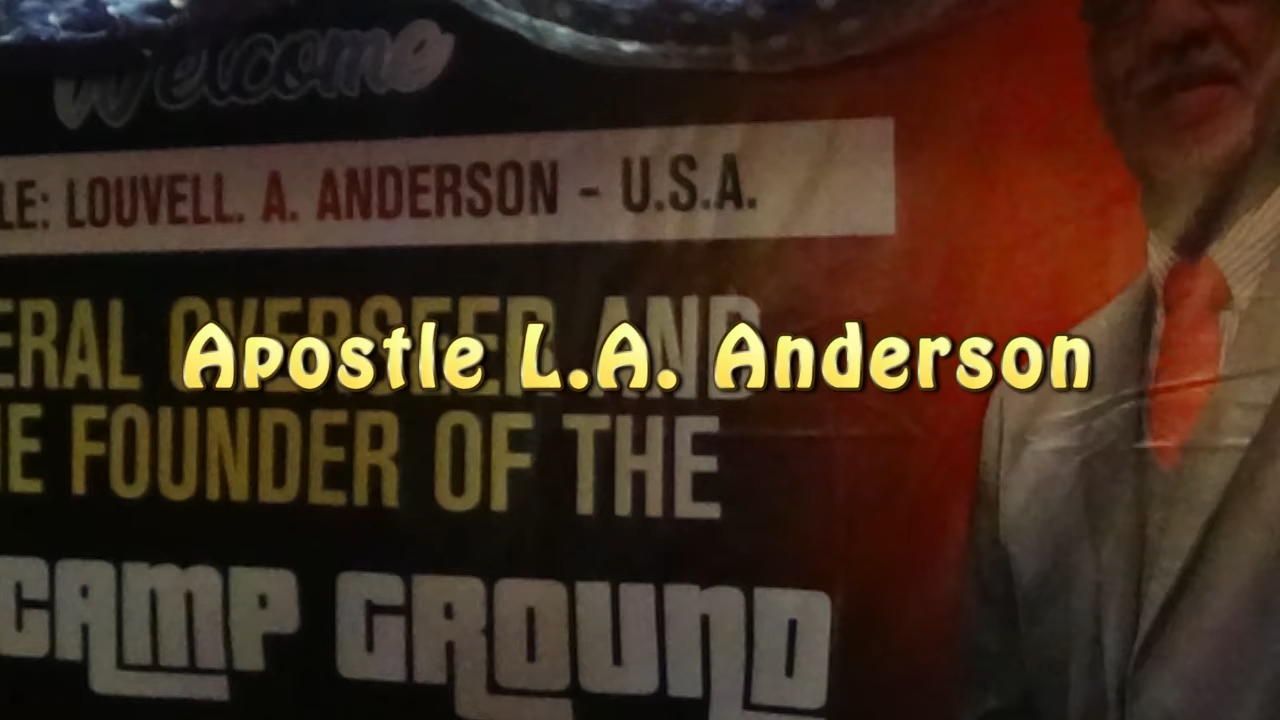 Welcome
LE: LOUVELL. A. ANDERSON - U.S.A.
ERAL OVERSEER AND
Apostle L.A. Anderson
E FOUNDER OF THE
CAMP GROUND